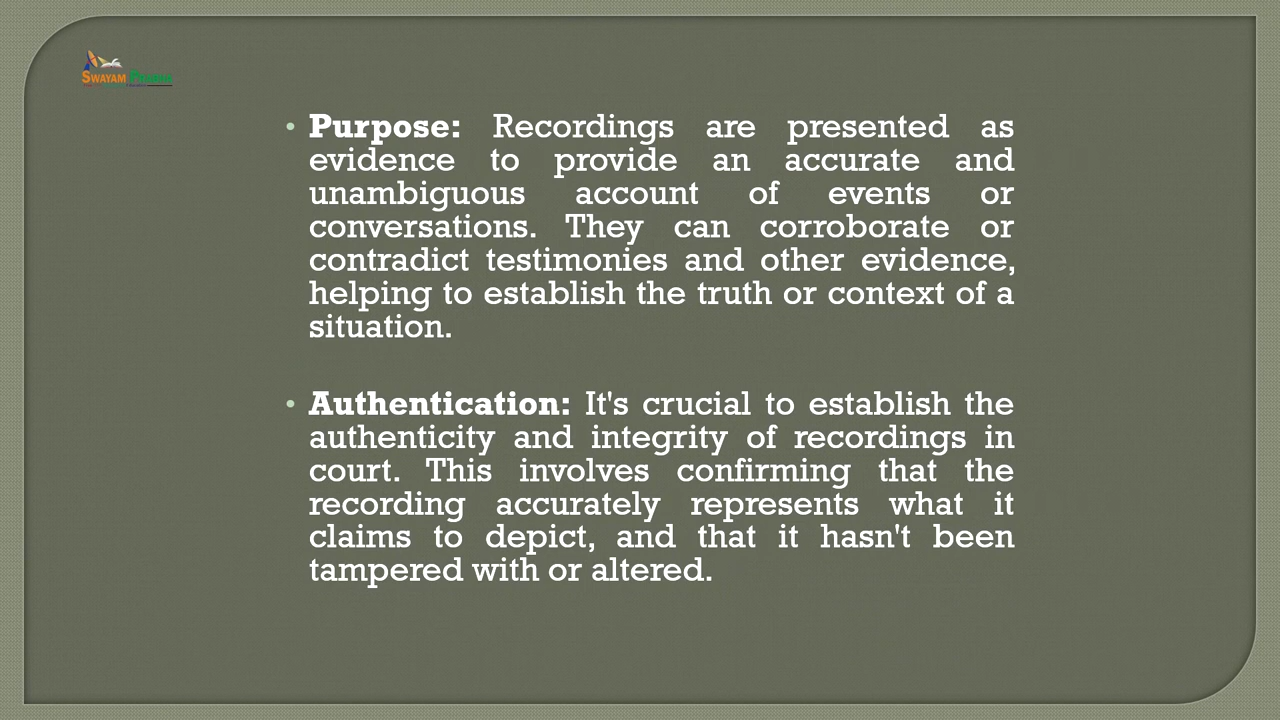 SWAYAM PRABHA
• Purpose: Recordings are presented as
evidence to provide an accurate and
unambiguous account of events or
conversations. They can corroborate or
contradict testimonies and other evidence,
helping to establish the truth or context of a
situation.
• Authentication: It's crucial to establish the
authenticity and integrity of recordings in
court. This involves confirming that the
recording accurately represents what it
claims to depict, and that it hasn't been
tampered with or altered.